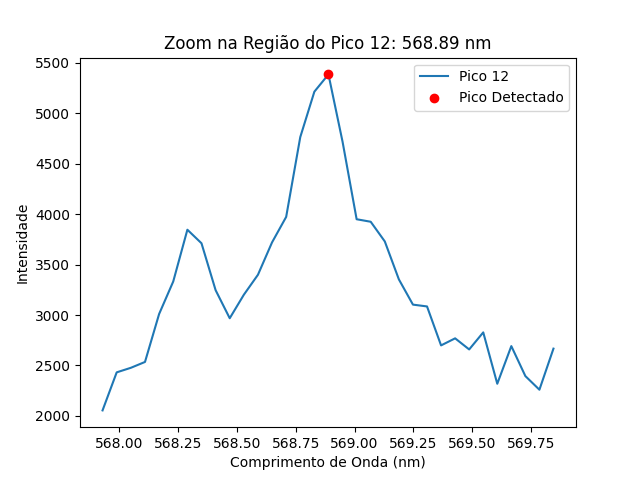 Zoom na Região do Pico 12: 568.89 nm
Pico 12
Pico Detectado
Intensidade
5500
5000
4500
4000
3500
3000
2500
2000
568.00 568.25 568.50 568.75 569.00 569.25 569.50 569.75
Comprimento de Onda (nm)